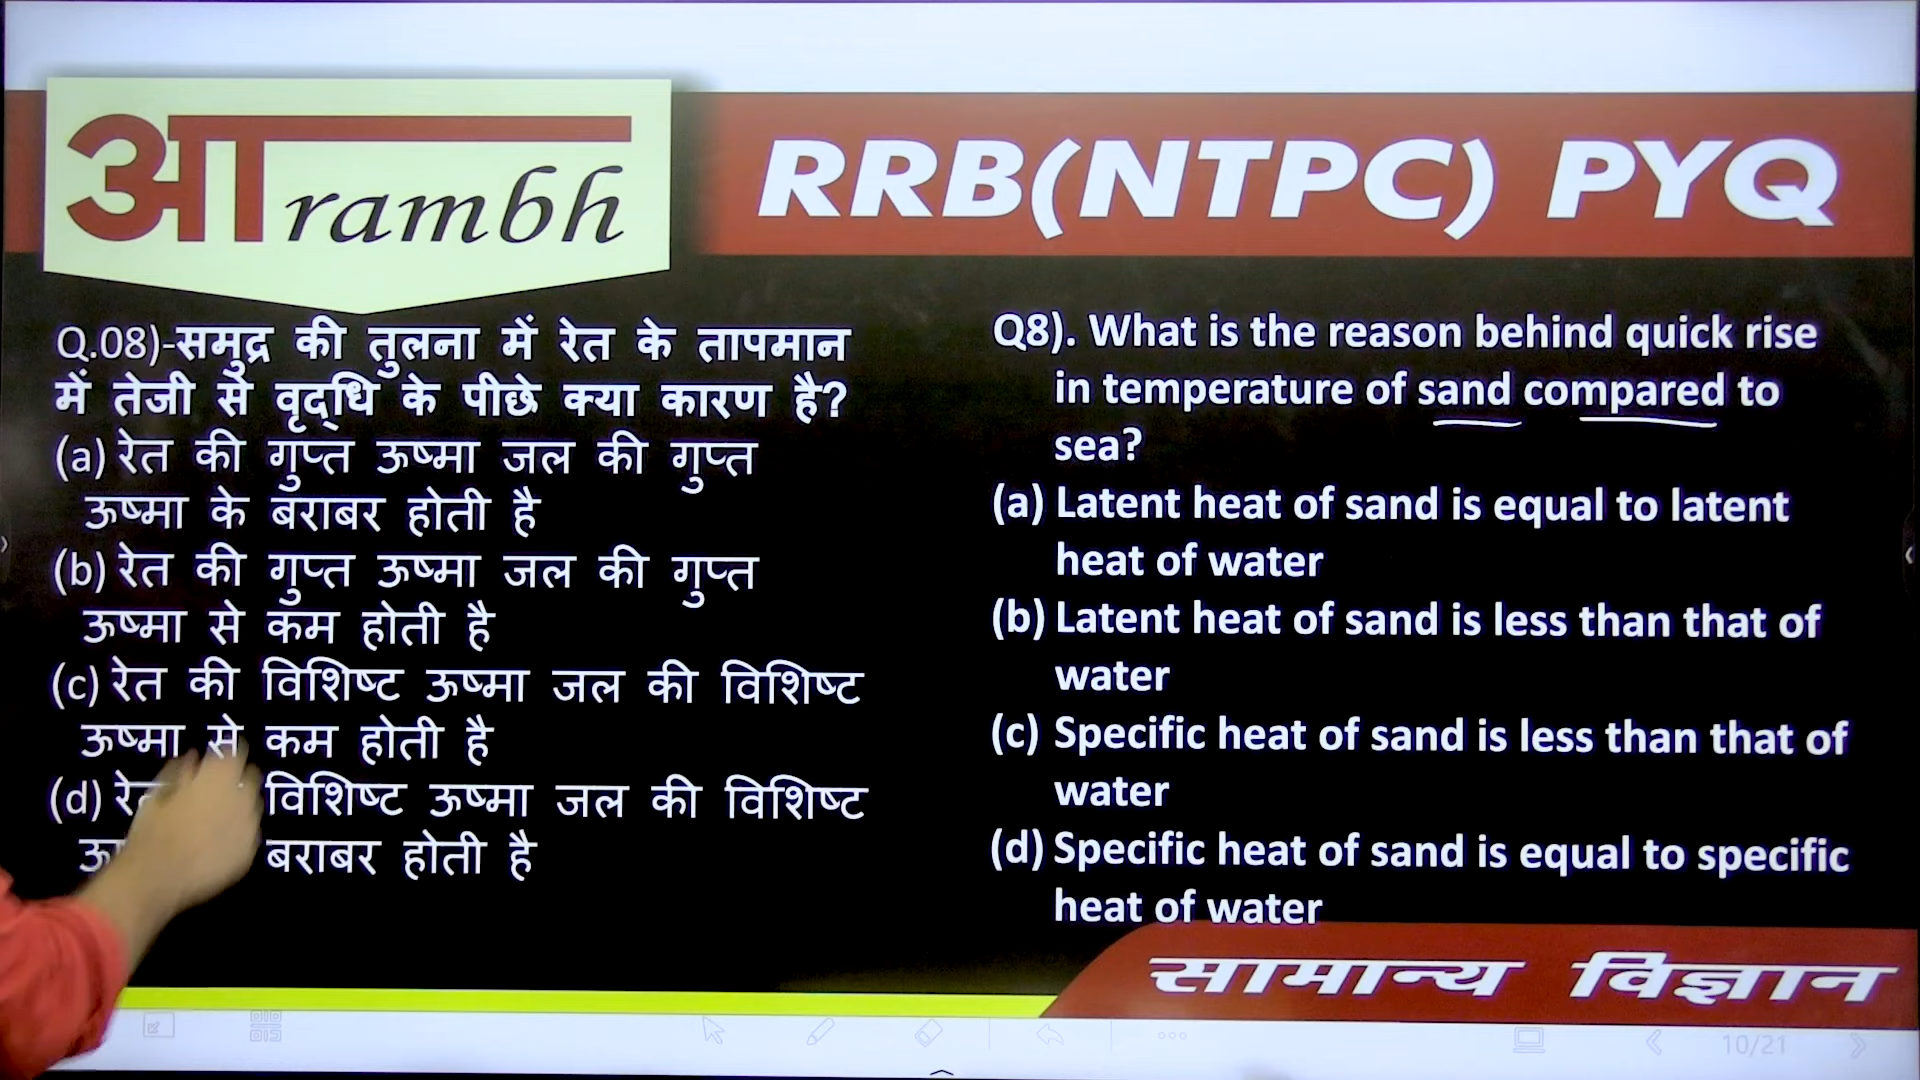 आrambh
RRB(NTPC) PYQ
Q.08)-समुद्र की तुलना में रेत के तापमान
में तेजी से वृद्धि के पीछे क्या कारण है?
(a) रेत की गुप्त ऊष्मा जल की गुप्त
ऊष्मा के बराबर होती है
(b) रेत की गुप्त ऊष्मा जल की गुप्त
ऊष्मा से कम होती है
(c) रेत की विशिष्ट ऊष्मा जल की विशिष्ट
ऊष्मा से कम होती है
(d) विशिष्ट ऊष्मा जल की विशिष्ट
बराबर होती है
Q8). What is the reason behind quick rise
in temperature of sand compared to
sea?
(a) Latent heat of sand is equal to latent
heat of water
(b) Latent heat of sand is less than that of
water
(c) Specific heat of sand is less than that of
water
(d) Specific heat of sand is equal to specific
heat of water
सामान्य विज्ञान
10/21